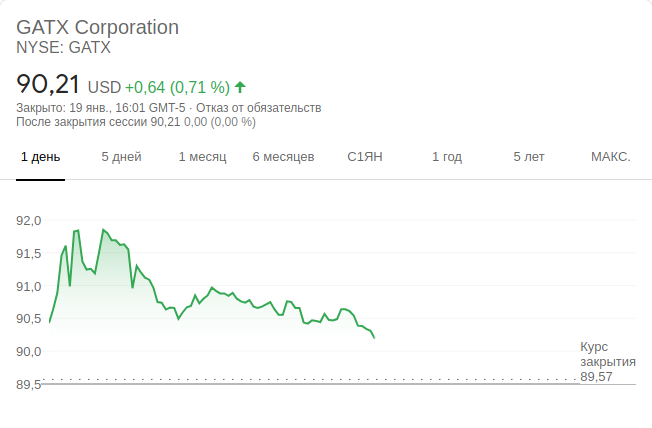 GATX Corporation
NYSE: GATX
90,21 USD +0,64 (0,71 %)
Закрыто: 19 янв., 16:01 GMT-5 · Отказ от обязательств
После закрытия сессии 90,21 0,00 (0,00 %)
1 день 5 дней 1 месяц 6 месяцев С1ЯН 1 год 5 лет МАКС.
92,0
91,5
91,0
90,5
90,0
89,5
Курс
закрытия
89,57